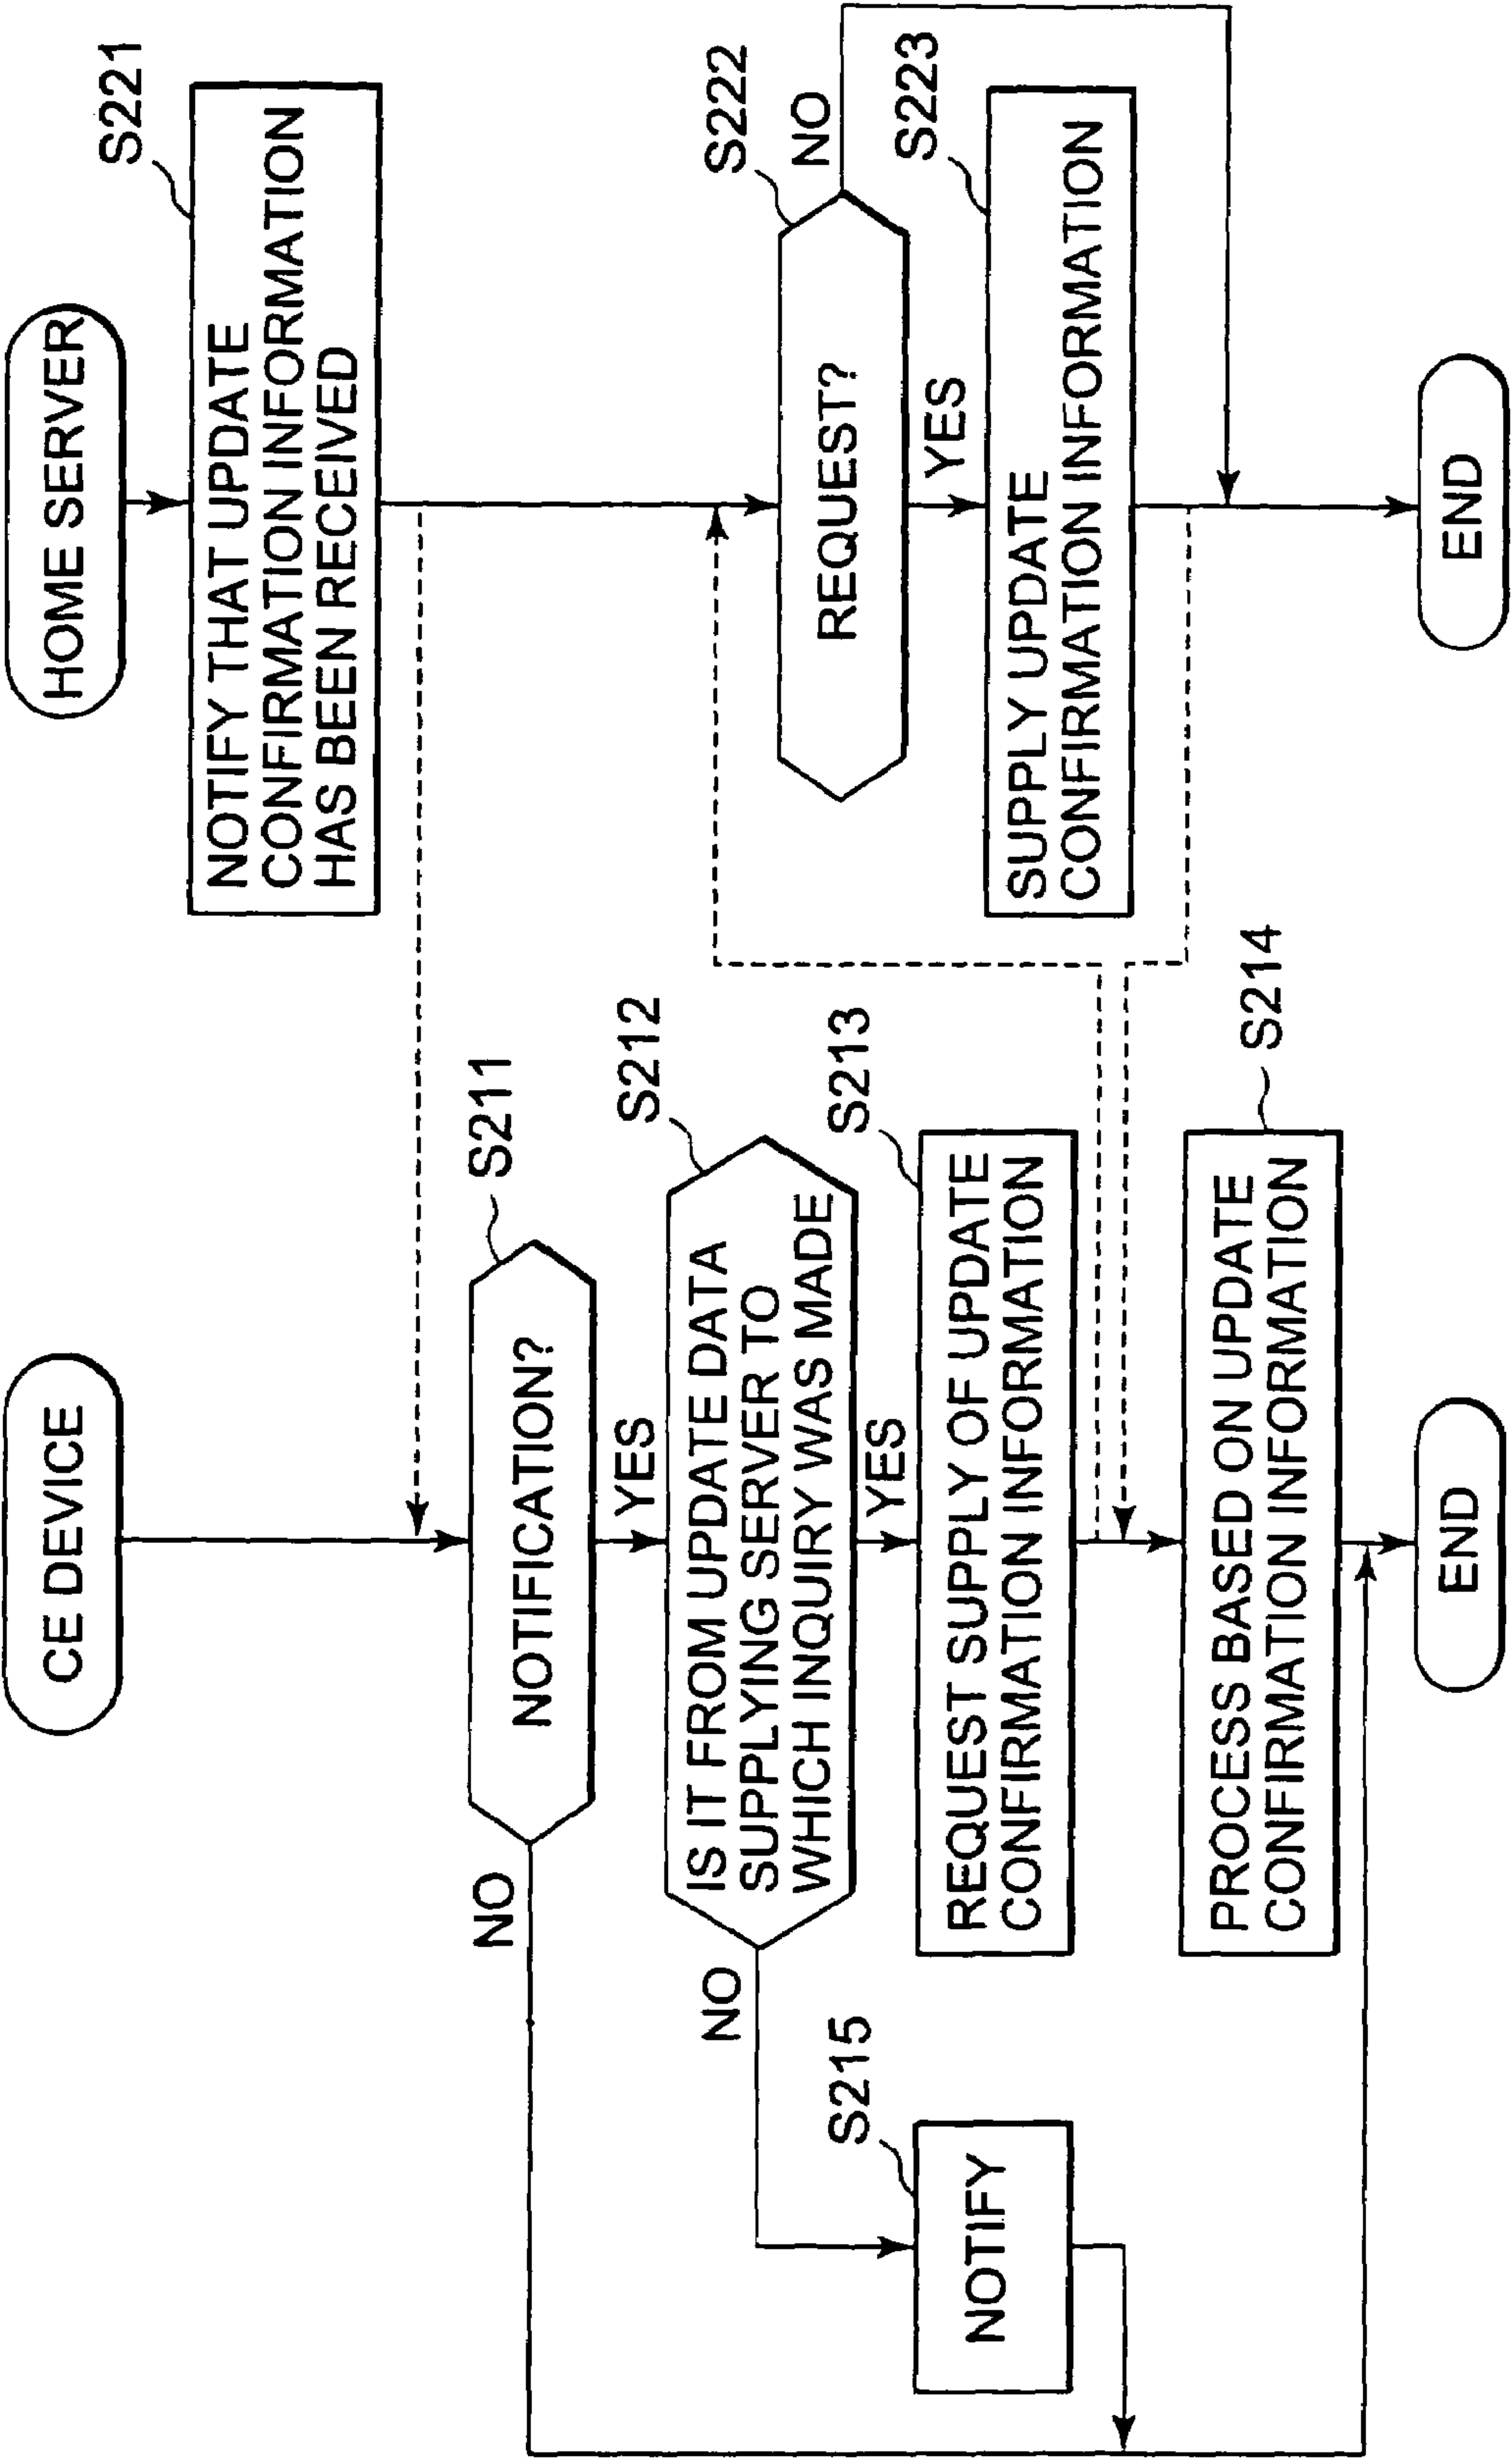 CE DEVICE
S211
NOTIFICATION?
NO
YES
S212
IS IT FROM UPDATE DATA
SUPPLYING SERVER TO
WHICH INQUIRY WAS MADE
NO
YES
S213
REQUEST SUPPLY OF UPDATE
CONFIRMATION INFORMATION
S215
NOTIFY
S214
PROCESS BASED ON UPDATE
CONFIRMATION INFORMATION
END
HOME SERVER
S221
NOTIFY THAT UPDATE
CONFIRMATION INFORMATION
HAS BEEN RECEIVED
S222
REQUEST?
NO
YES
S223
SUPPLY UPDATE
CONFIRMATION INFORMATION
END